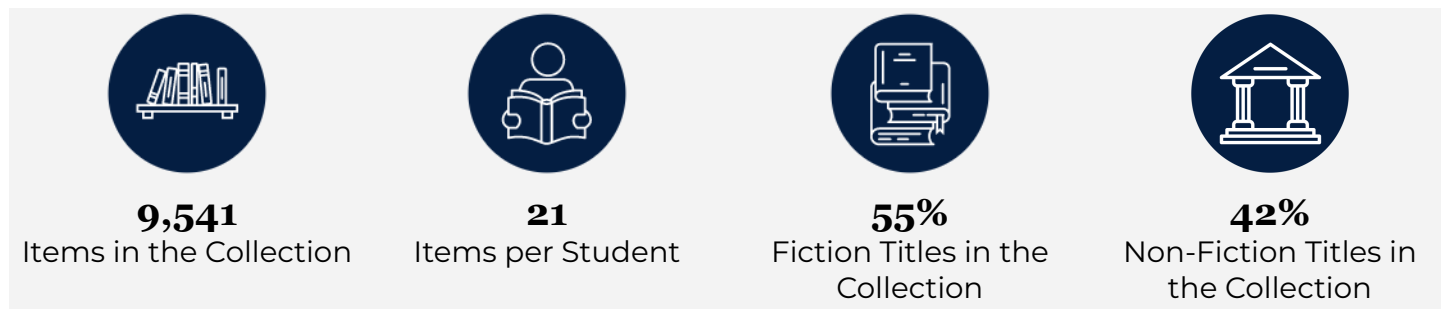 9,541
Items in the Collection
21
Items per Student
55%
Fiction Titles in the
Collection
42%
Non-Fiction Titles in
the Collection